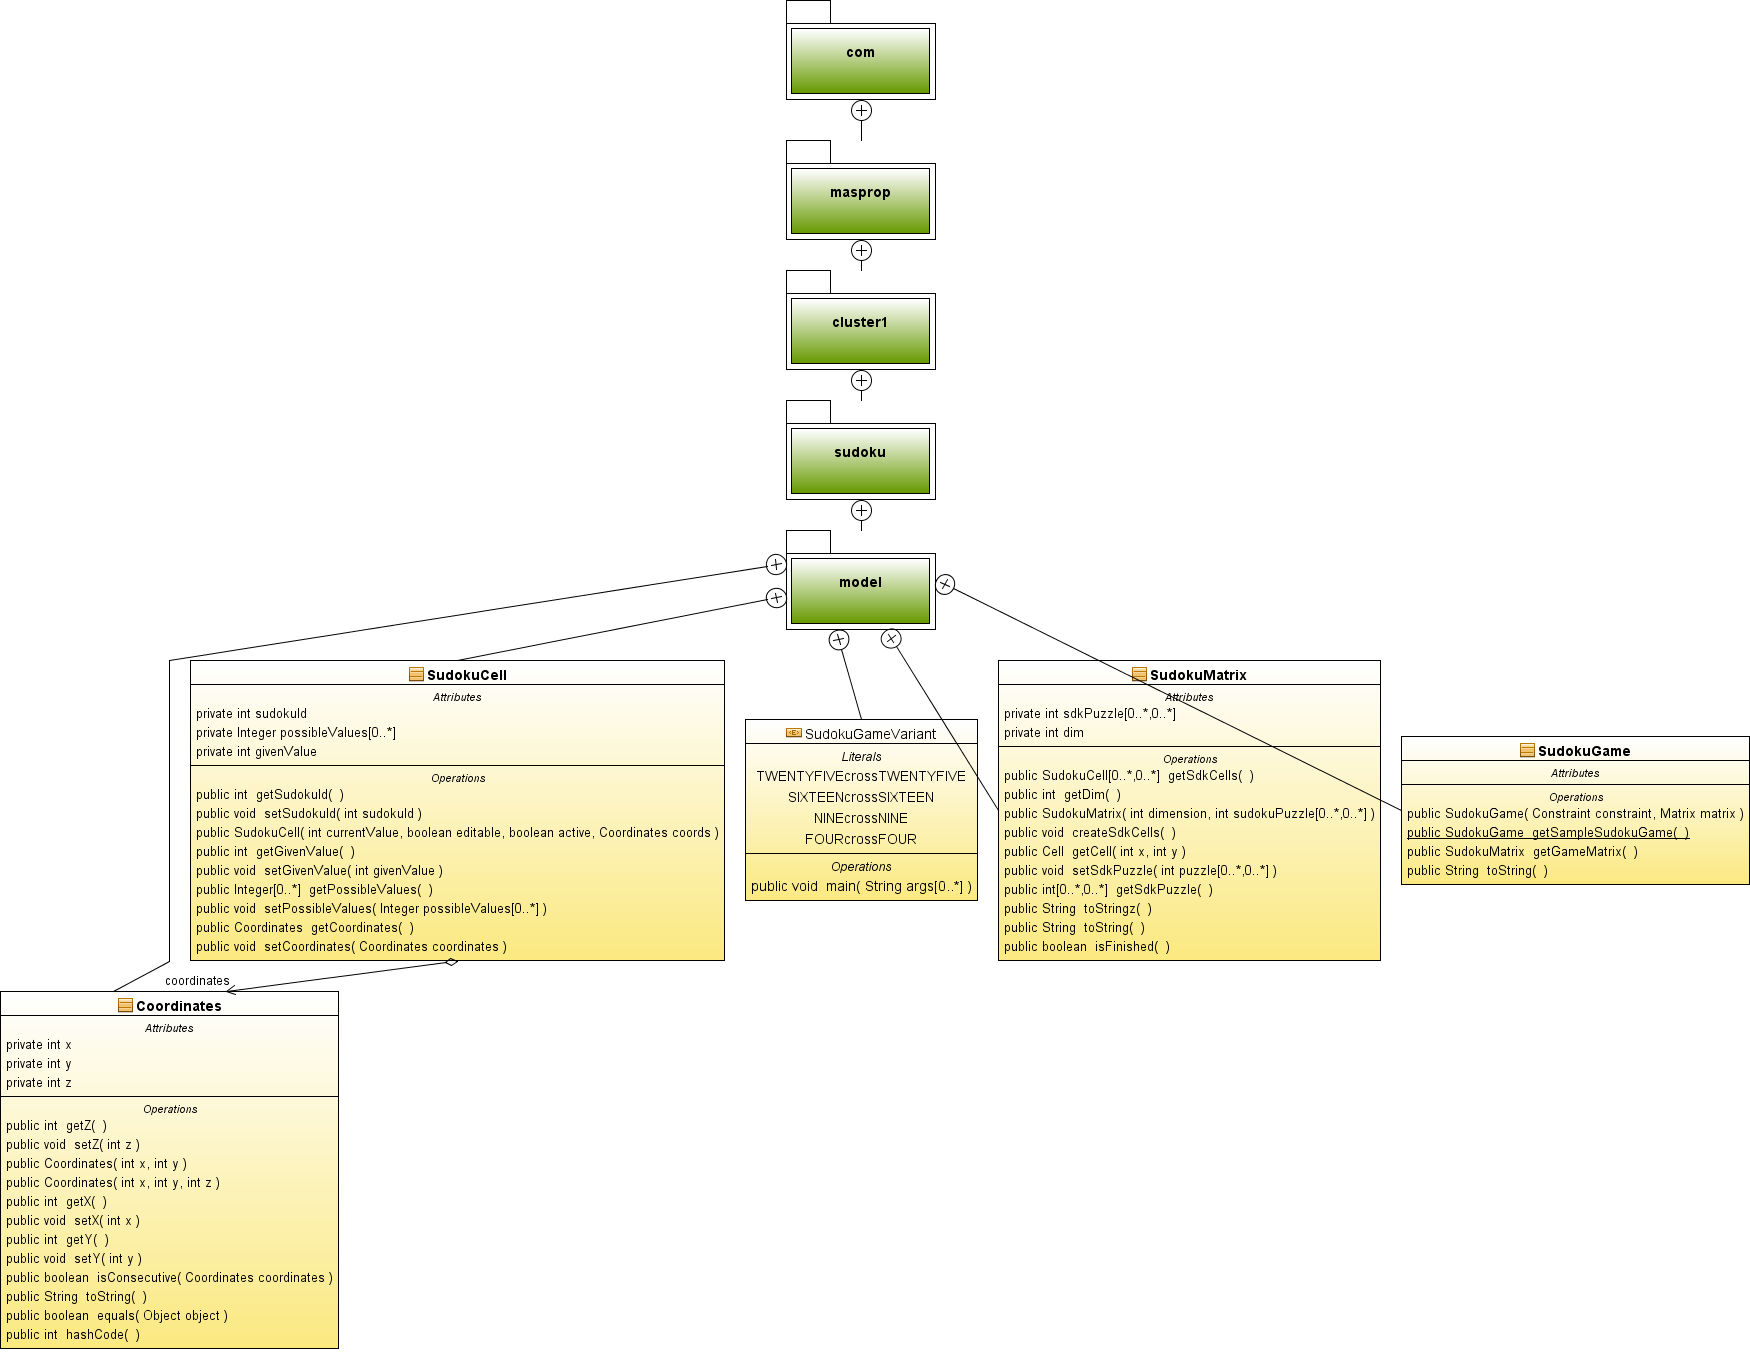 com
masprop
cluster1
sudoku
model
SudokuCell
Attributes
private int sudokuId
private Integer possibleValues[0..*]
private int givenValue
Operations
public int  getSudokuId(  )
public void  setSudokuId( int sudokuId )
public SudokuCell( int currentValue, boolean editable, boolean active, Coordinates coords )
public int  getGivenValue(  )
public void  setGivenValue( int givenValue )
public Integer[0..*]  getPossibleValues(  )
public void  setPossibleValues( Integer possibleValues[0..*] )
public Coordinates  getCoordinates(  )
public void  setCoordinates( Coordinates coordinates )
SudokuGameVariant
Literals
TWENTYFIVEcrossTWENTYFIVE
SIXTEENcrossSIXTEEN
NINEcrossNINE
FOURcrossFOUR
Operations
public void  main( String args[0..*] )
SudokuMatrix
Attributes
private int sdkPuzzle[0..*,0..*]
private int dim
Operations
public SudokuCell[0..*,0..*]  getSdkCells(  )
public int  getDim(  )
public SudokuMatrix( int dimension, int sudokuPuzzle[0..*,0..*] )
public void  createSdkCells(  )
public Cell  getCell( int x, int y )
public void  setSdkPuzzle( int puzzle[0..*,0..*] )
public int[0..*,0..*]  getSdkPuzzle(  )
public String  toStringz(  )
public String  toString(  )
public boolean  isFinished(  )
SudokuGame
Attributes
Operations
public SudokuGame( Constraint constraint, Matrix matrix )
public SudokuGame  getSampleSudokuGame(  )
public SudokuMatrix  getGameMatrix(  )
public String  toString(  )
coordinates
Coordinates
Attributes
private int x
private int y
private int z
Operations
public int  getZ(  )
public void  setZ( int z )
public Coordinates( int x, int y )
public Coordinates( int x, int y, int z )
public int  getX(  )
public void  setX( int x )
public int  getY(  )
public void  setY( int y )
public boolean  isConsecutive( Coordinates coordinates )
public String  toString(  )
public boolean  equals( Object object )
public int  hashCode(  )